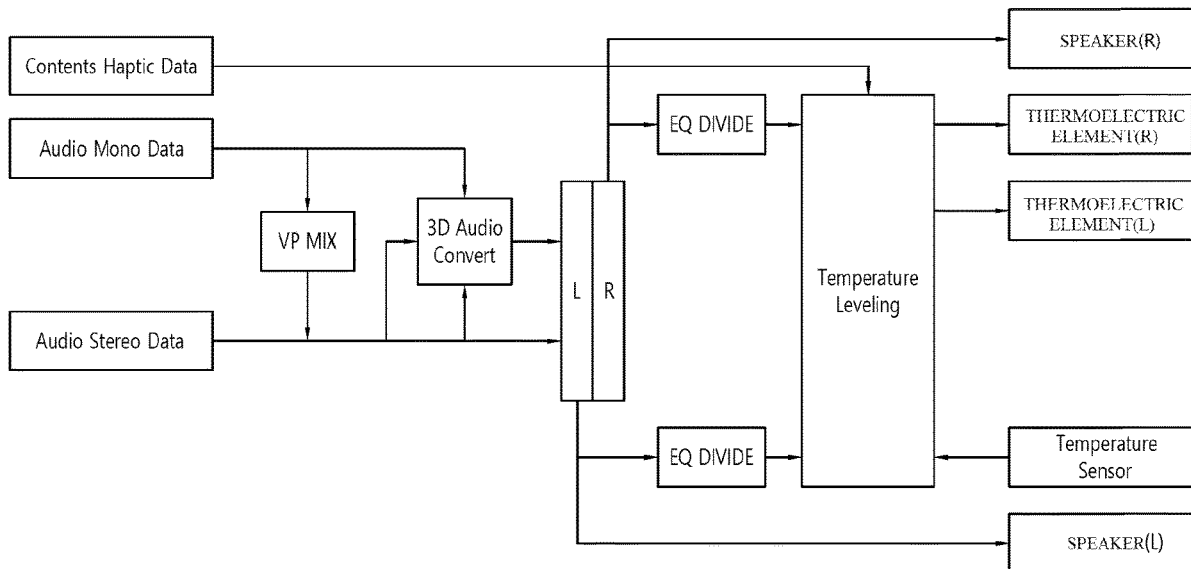 Contents Haptic Data
Audio Mono Data
VP MIX
Audio Stereo Data
3D Audio
Convert
L
R
EQ DIVIDE
EQ DIVIDE
Temperature
Leveling
SPEAKER(R)
THERMOELECTRIC
ELEMENT(R)
THERMOELECTRIC
ELEMENT(L)
Temperature
Sensor
SPEAKER(L)